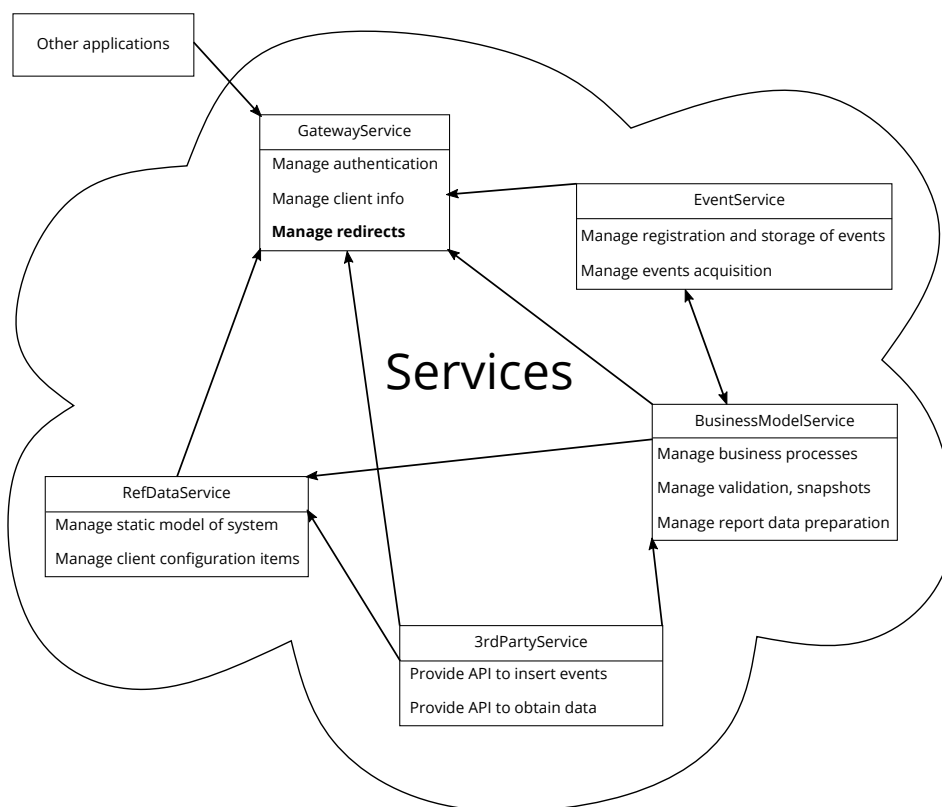 Other applications
GatewayService
Manage authentication
Manage client info
Manage redirects
EventService
Manage registration and storage of events
Manage events acquisition
Services
BusinessModelService
Manage business processes
Manage validation, snapshots
Manage report data preparation
RefDataService
Manage static model of system
Manage client configuration items
3rdPartyService
Provide API to insert events
Provide API to obtain data